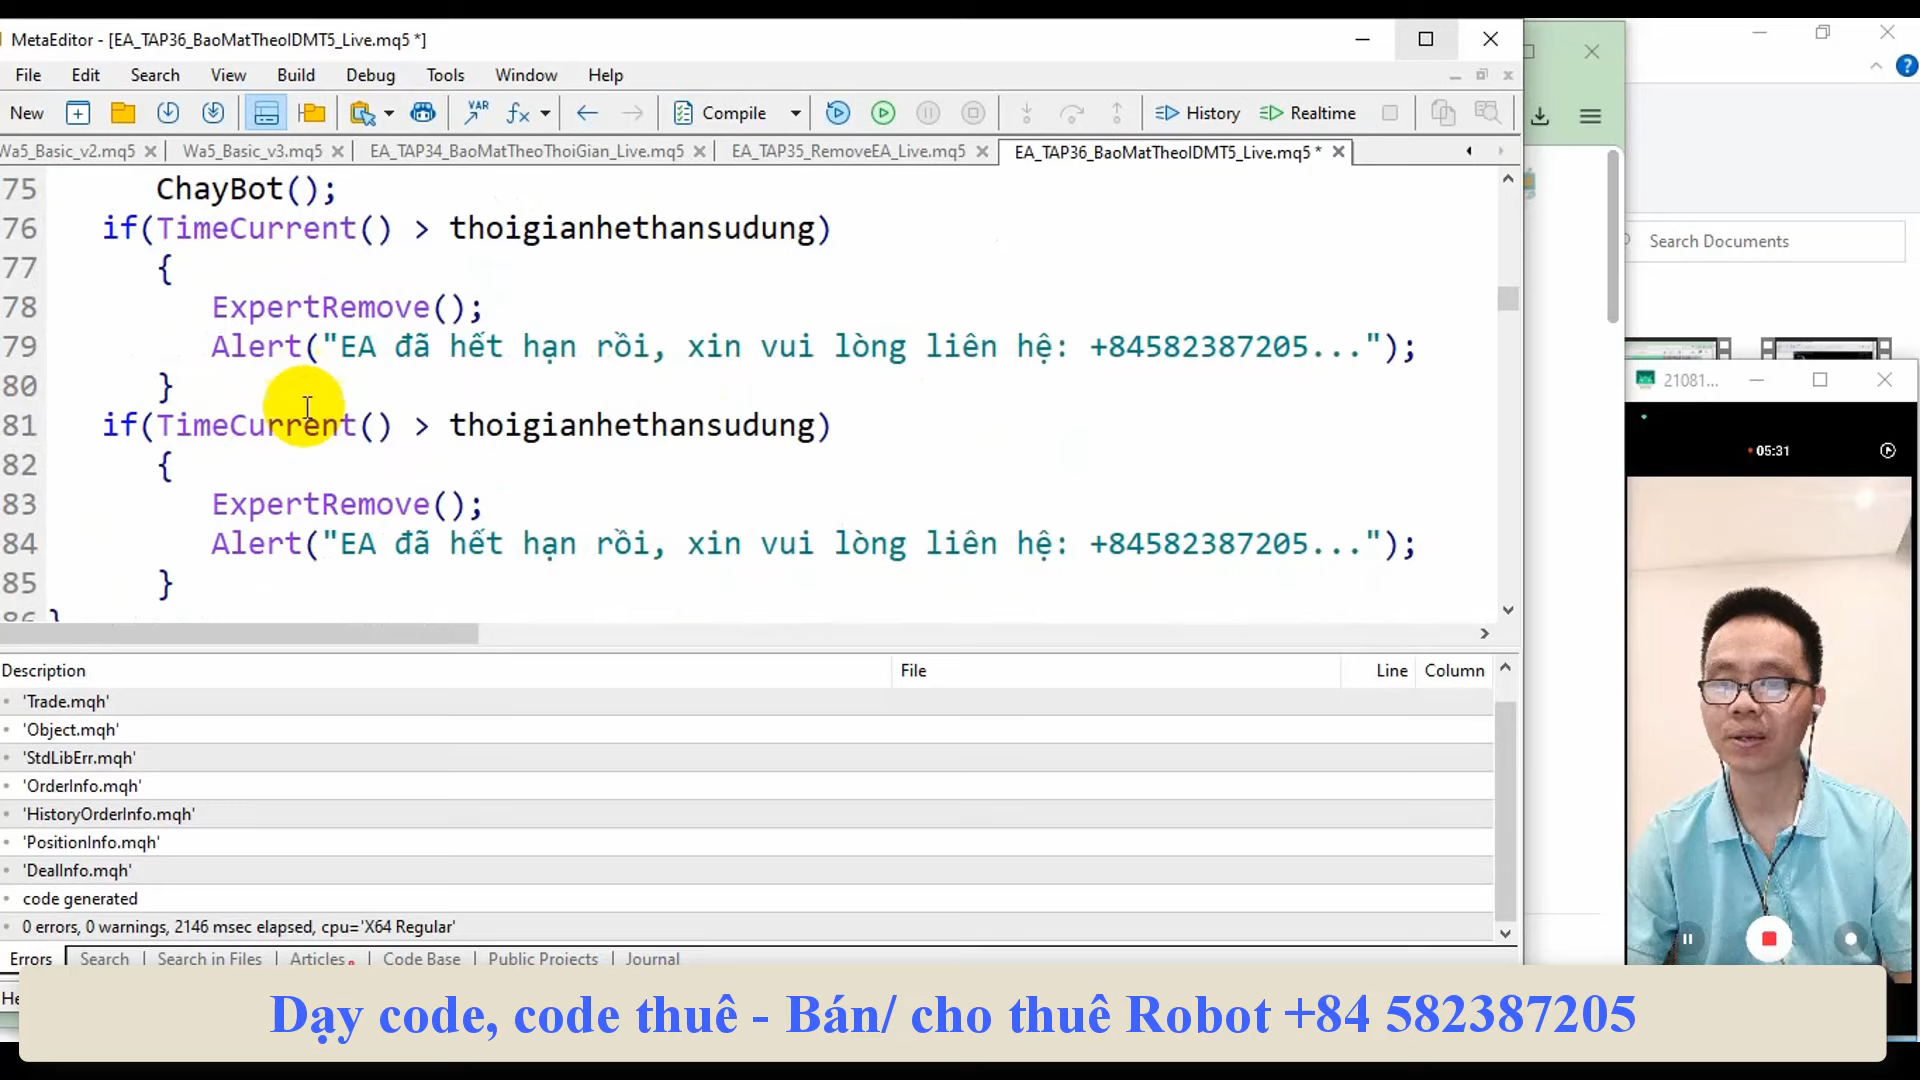 MetaEditor - [EA_TAP36_BaoMatTheoIDMT5_Live.mq5 *]
File Edit Search View Build Debug Tools Window Help
New VAR Compile History Realtime
Wa5_Basic_v2.mq5 Wa5_Basic_v3.mq5 EA_TAP34_BaoMatTheoThoiGian_Live.mq5 EA_TAP35_RemoveEA_Live.mq5 EA_TAP36_BaoMatTheoIDMT5_Live.mq5 *
75 ChayBot();
76 if(TimeCurrent() > thoigianhethansudung)
77 {
78 ExpertRemove();
79 Alert("EA đã hết hạn rồi, xin vui lòng liên hệ: +84582387205...");
80 }
81 if(TimeCurrent() > thoigianhethansudung)
82 {
83 ExpertRemove();
84 Alert("EA đã hết hạn rồi, xin vui lòng liên hệ: +84582387205...");
85 }
86 }
Description File Line Column
'Trade.mqh'
'Object.mqh'
'StdLibErr.mqh'
'OrderInfo.mqh'
'HistoryOrderInfo.mqh'
'PositionInfo.mqh'
'DealInfo.mqh'
code generated
0 errors, 0 warnings, 2146 msec elapsed, cpu='X64 Regular'
Errors Search Search in Files Articles Code Base Public Projects Journal
Search Documents
21081...
05:31
Dạy code, code thuê - Bán/ cho thuê Robot +84 582387205